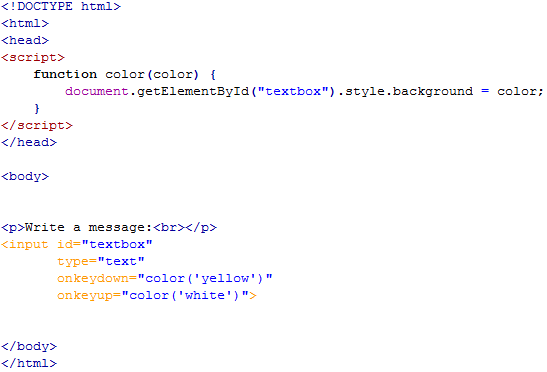 <!DOCTYPE html>
<html>
<head>
<script>
    function color(color) {
        document.getElementById("textbox").style.background = color;
    }
</script>
</head>

<body>


<p>Write a message:<br></p>
<input id="textbox"
       type="text"
       onkeydown="color('yellow')"
       onkeyup="color('white')">


</body>
</html>